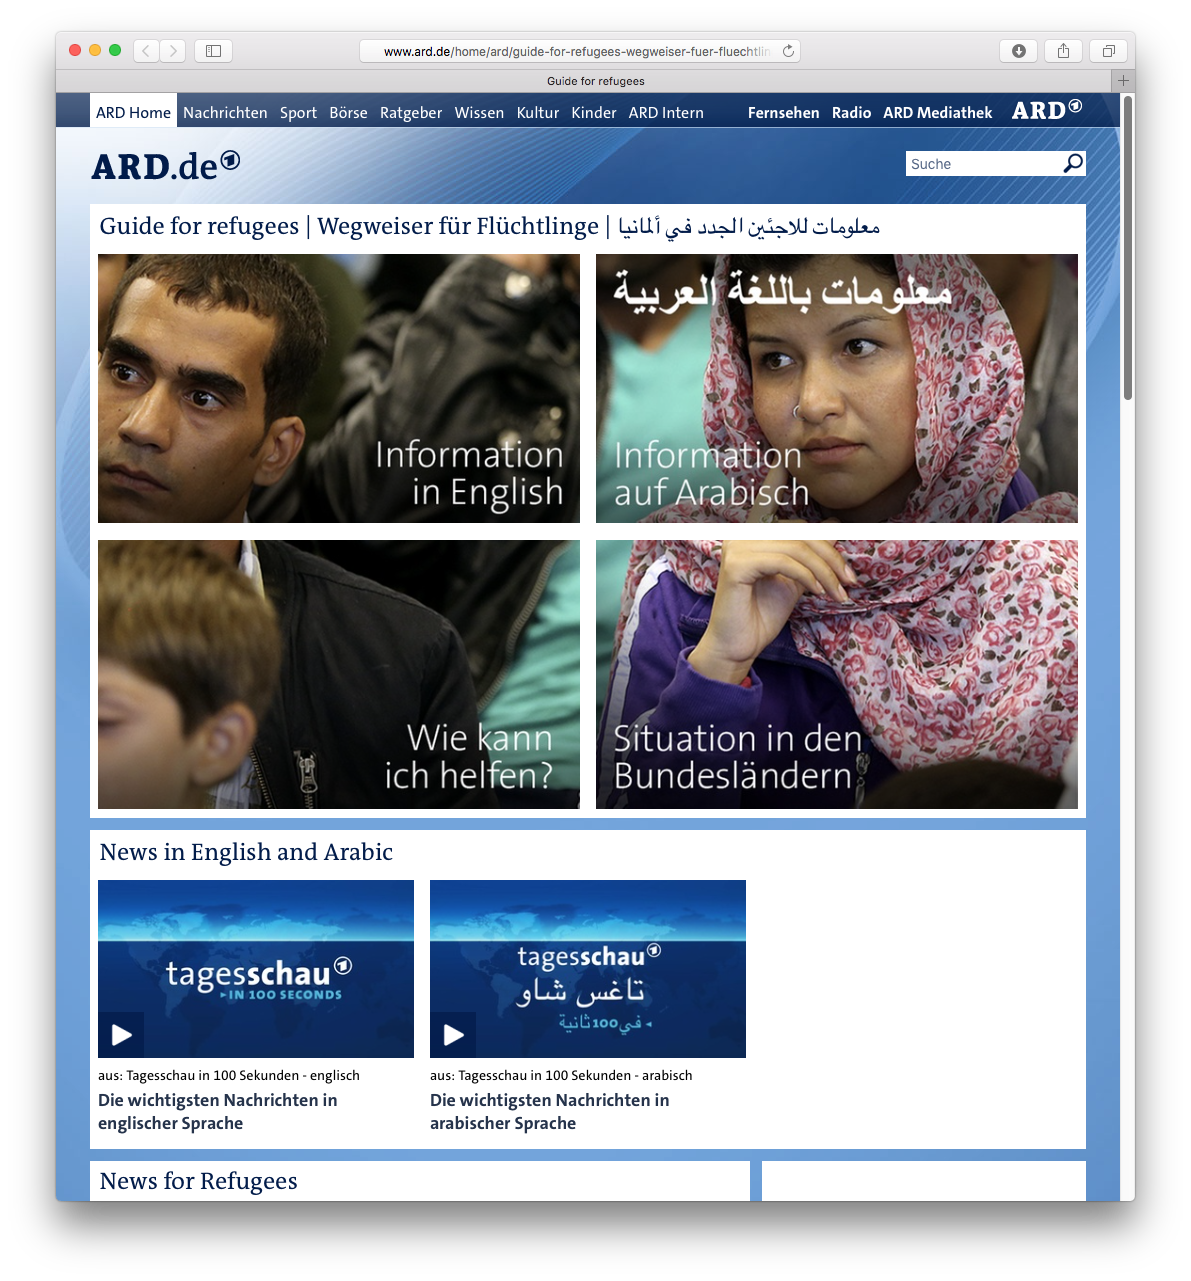 www.ard.de/home/ard/guide-for-refugees-wegweiser-fuer-fluechtlin
Guide for refugees
ARD Home Nachrichten Sport Börse Ratgeber Wissen Kultur Kinder ARD Intern Fernsehen Radio ARD Mediathek ARD
ARD.de
Suche
Guide for refugees | Wegweiser für Flüchtlinge | معلومات للاجئين الجدد في ألمانيا
Information
in English
معلومات باللغة العربية
Information
auf Arabisch
Wie kann
ich helfen?
Situation in den
Bundesländern
News in English and Arabic
tagesschau
IN 100 SECONDS
tagesschau
تاغس شاو
في 100 ثانية
aus: Tagesschau in 100 Sekunden - englisch
Die wichtigsten Nachrichten in
englischer Sprache
aus: Tagesschau in 100 Sekunden - arabisch
Die wichtigsten Nachrichten in
arabischer Sprache
News for Refugees